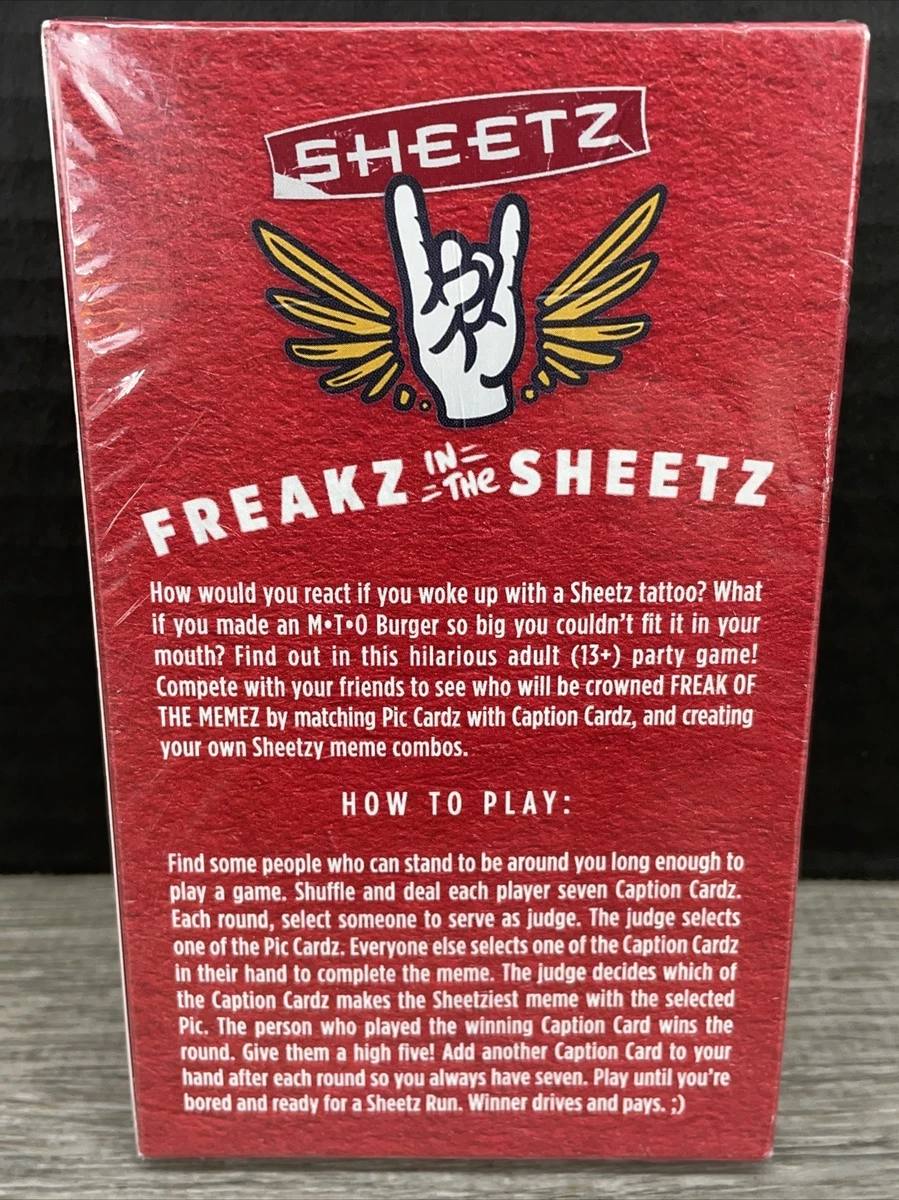 SHEETZ
FREAKZ IN THE SHEETZ
How would you react if you woke up with a Sheetz tattoo? What
if you made an M•T•O Burger so big you couldn't fit it in your
mouth? Find out in this hilarious adult (13+) party game!
Compete with your friends to see who will be crowned FREAK OF
THE MEMEZ by matching Pic Cardz with Caption Cardz, and creating
your own Sheetzy meme combos.
HOW TO PLAY:
Find some people who can stand to be around you long enough to
play a game. Shuffle and deal each player seven Caption Cardz.
Each round, select someone to serve as judge. The judge selects
one of the Pic Cardz. Everyone else selects one of the Caption Cardz
in their hand to complete the meme. The judge decides which of
the Caption Cardz makes the Sheetziest meme with the selected
Pic. The person who played the winning Caption Card wins the
round. Give them a high five! Add another Caption Card to your
hand after each round so you always have seven. Play until you're
bored and ready for a Sheetz Run. Winner drives and pays. ;)